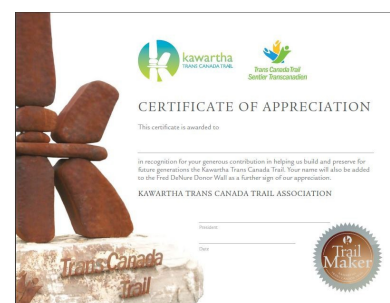 kawartha
TRANS CANADA TRAIL
Trans Canada Trail
Sentier Transcanadien
CERTIFICATE OF APPRECIATION
This certificate is awarded to
in recognition for your generous contribution in helping us build and preserve for
future generations the Kawartha Trans Canada Trail. Your name will also be added
to the Fred DeNure Donor Wall as a further sign of our appreciation.
KAWARTHA TRANS CANADA TRAIL ASSOCIATION
President
Date
Trans-Canada
Trail
Trail
Maker